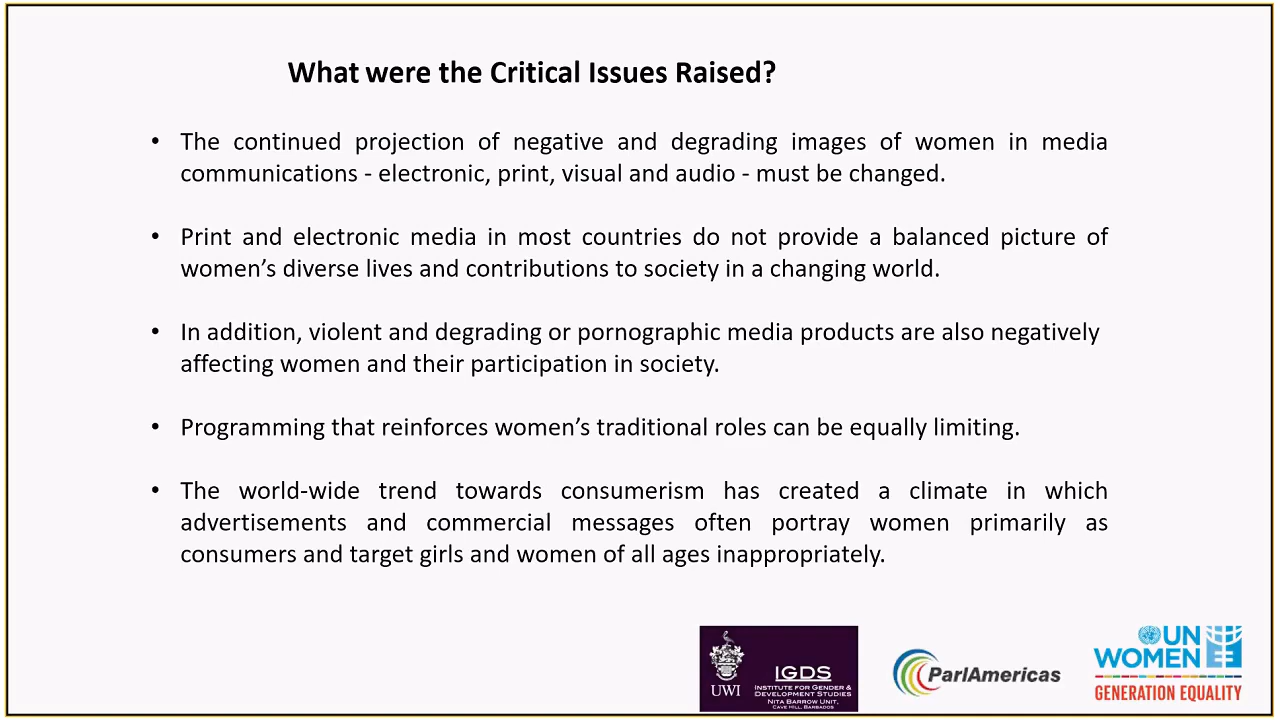 What were the Critical Issues Raised?
• The continued projection of negative and degrading images of women in media
communications - electronic, print, visual and audio - must be changed.
• Print and electronic media in most countries do not provide a balanced picture of
women’s diverse lives and contributions to society in a changing world.
• In addition, violent and degrading or pornographic media products are also negatively
affecting women and their participation in society.
• Programming that reinforces women’s traditional roles can be equally limiting.
• The world-wide trend towards consumerism has created a climate in which
advertisements and commercial messages often portray women primarily as
consumers and target girls and women of all ages inappropriately.
UWI
IGDS
INSTITUTE FOR GENDER &
DEVELOPMENT STUDIES
NITA BARROW UNIT,
CAVE HILL, BARBADOS
ParlAmericas
UN
WOMEN
GENERATION EQUALITY